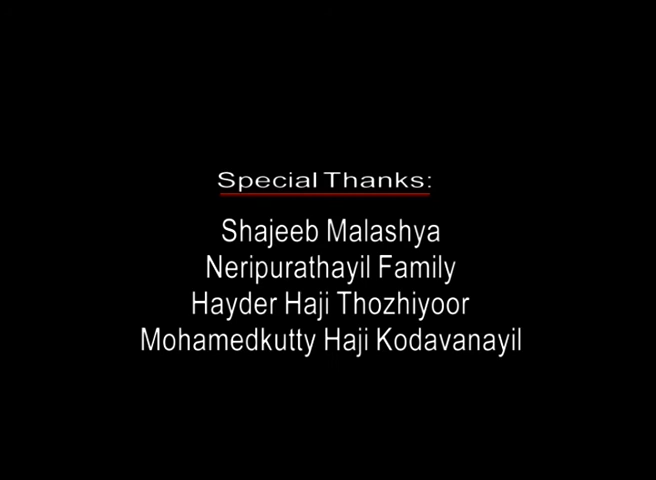 Special Thanks:
Shajeeb Malashya
Neripurathayil Family
Hayder Haji Thozhiyoor
Mohamedkutty Haji Kodavanayil